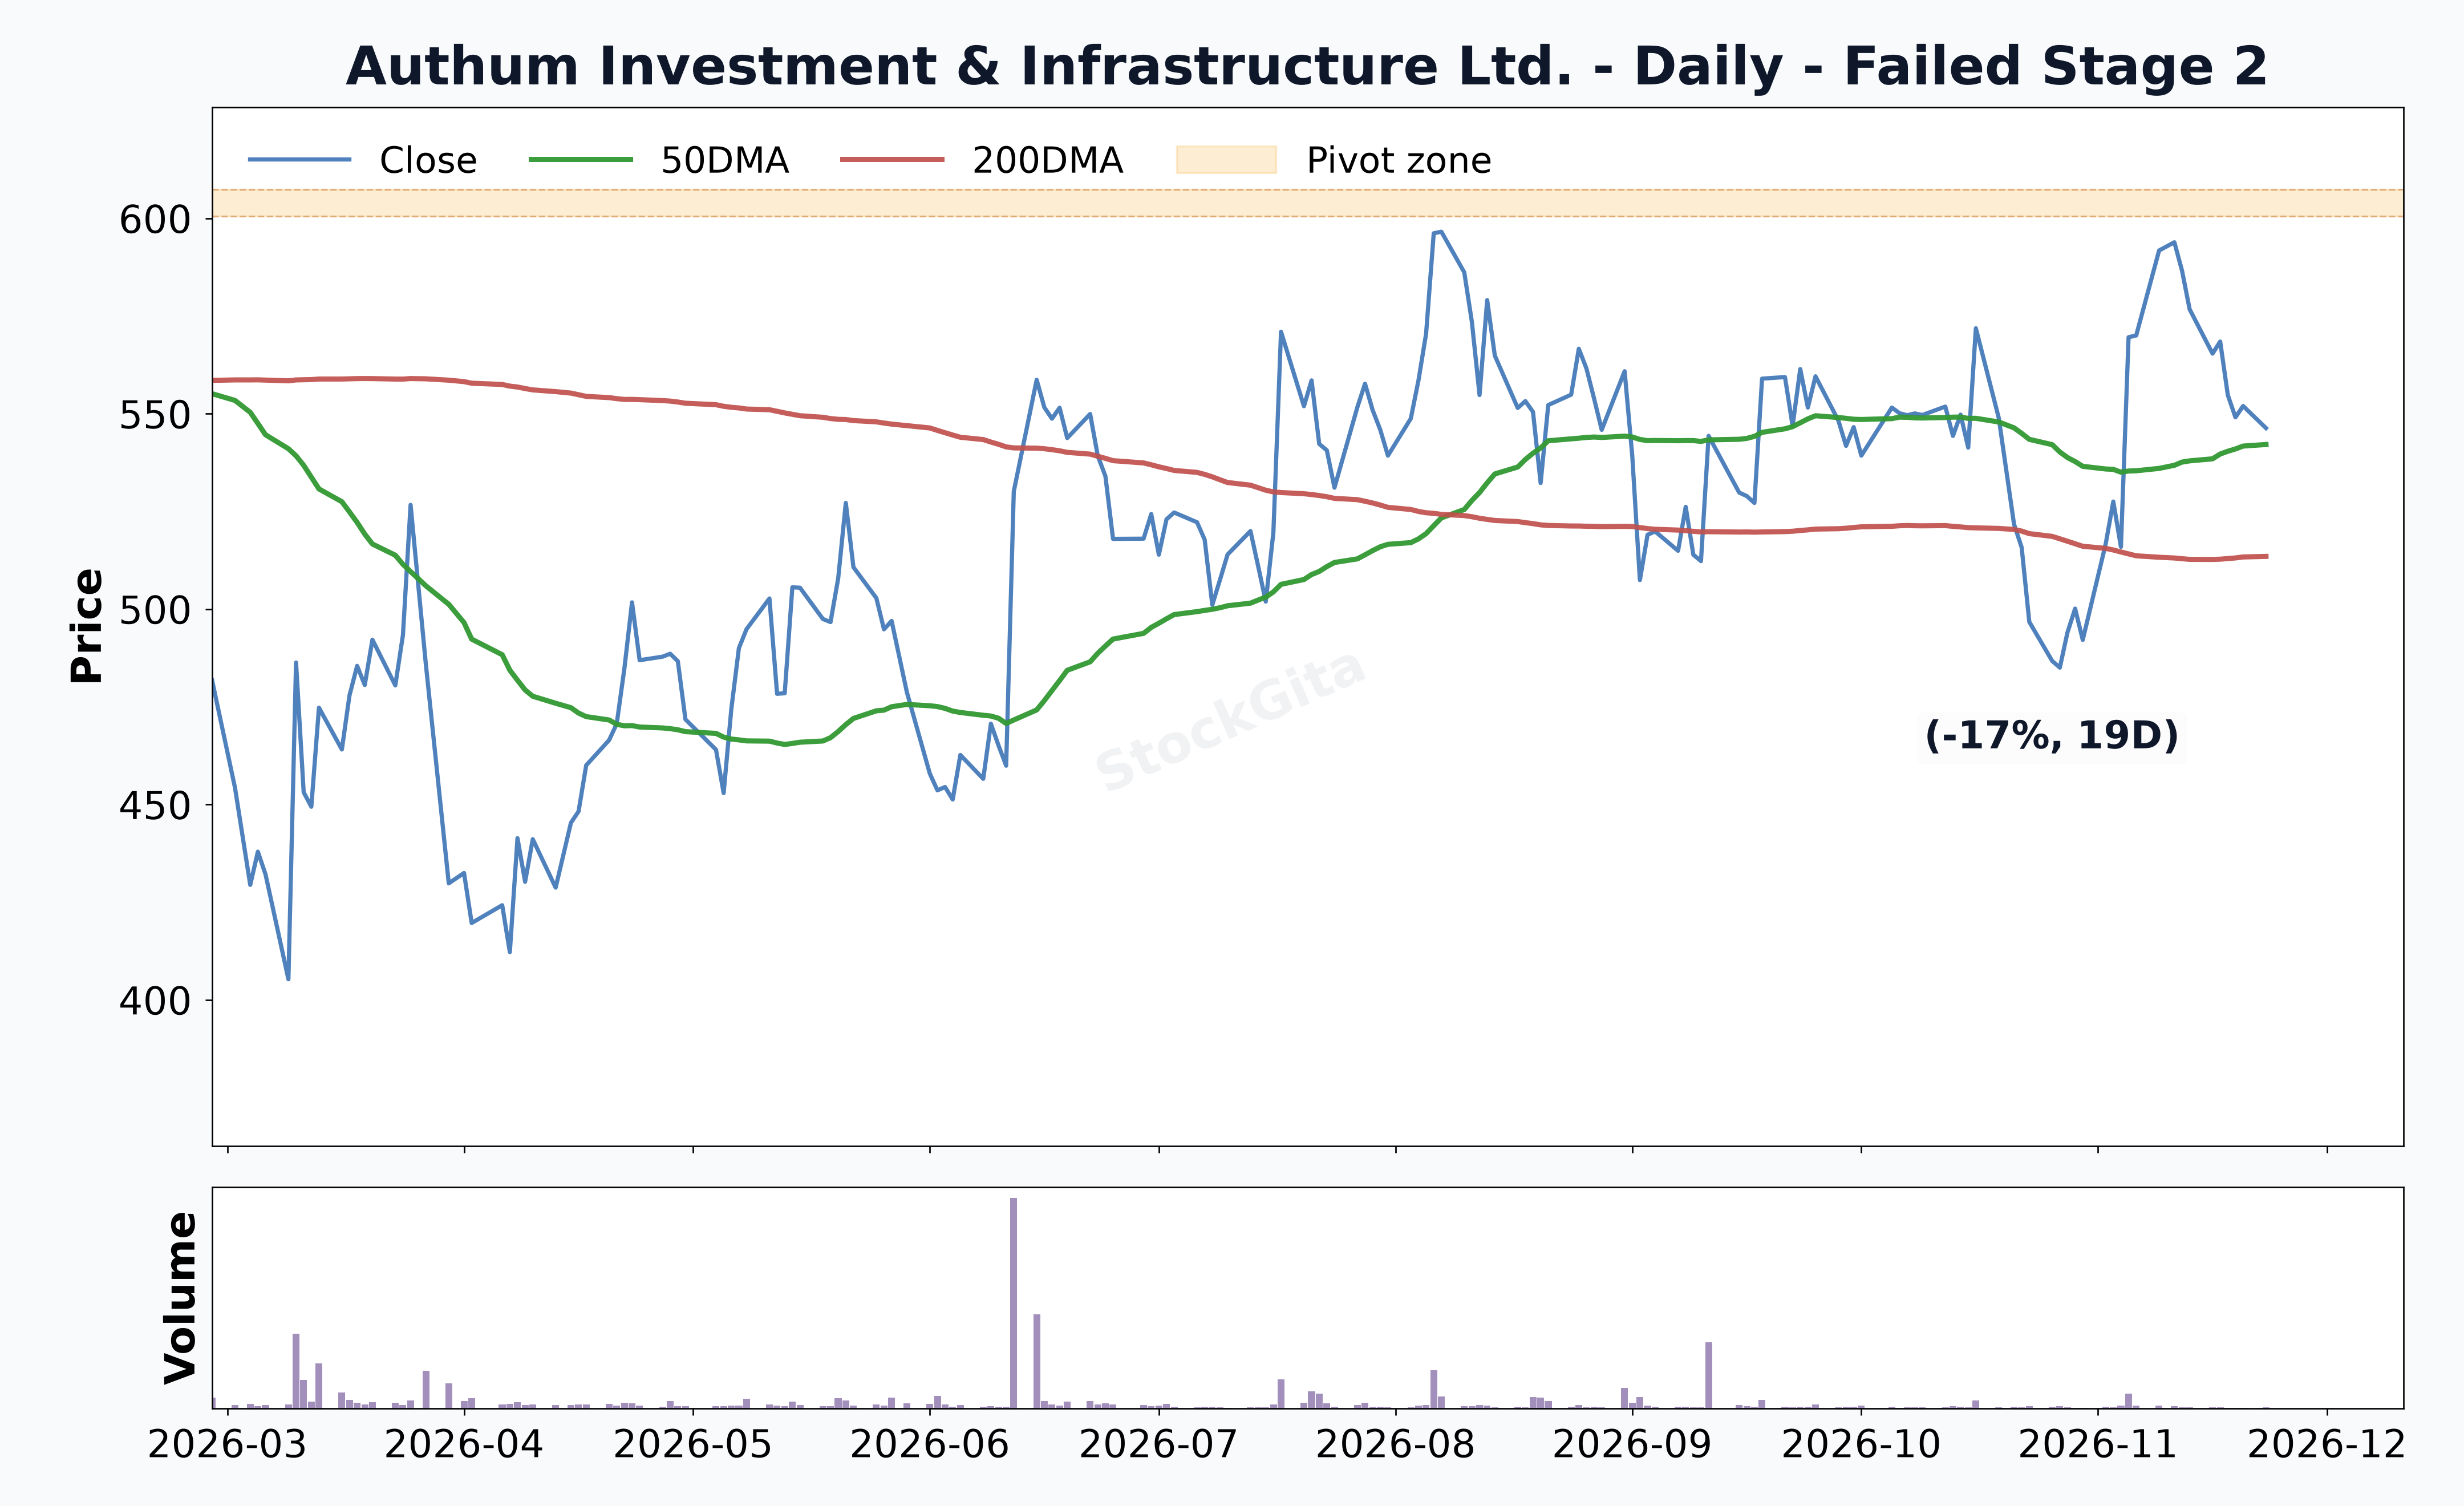 Authum Investment & Infrastructure Ltd. - Daily - Failed Stage 2
Close 50DMA 200DMA Pivot zone
Price
600
550
500
450
400
StockGita
(-17%, 19D)
Volume
2026-03 2026-04 2026-05 2026-06 2026-07 2026-08 2026-09 2026-10 2026-11 2026-12